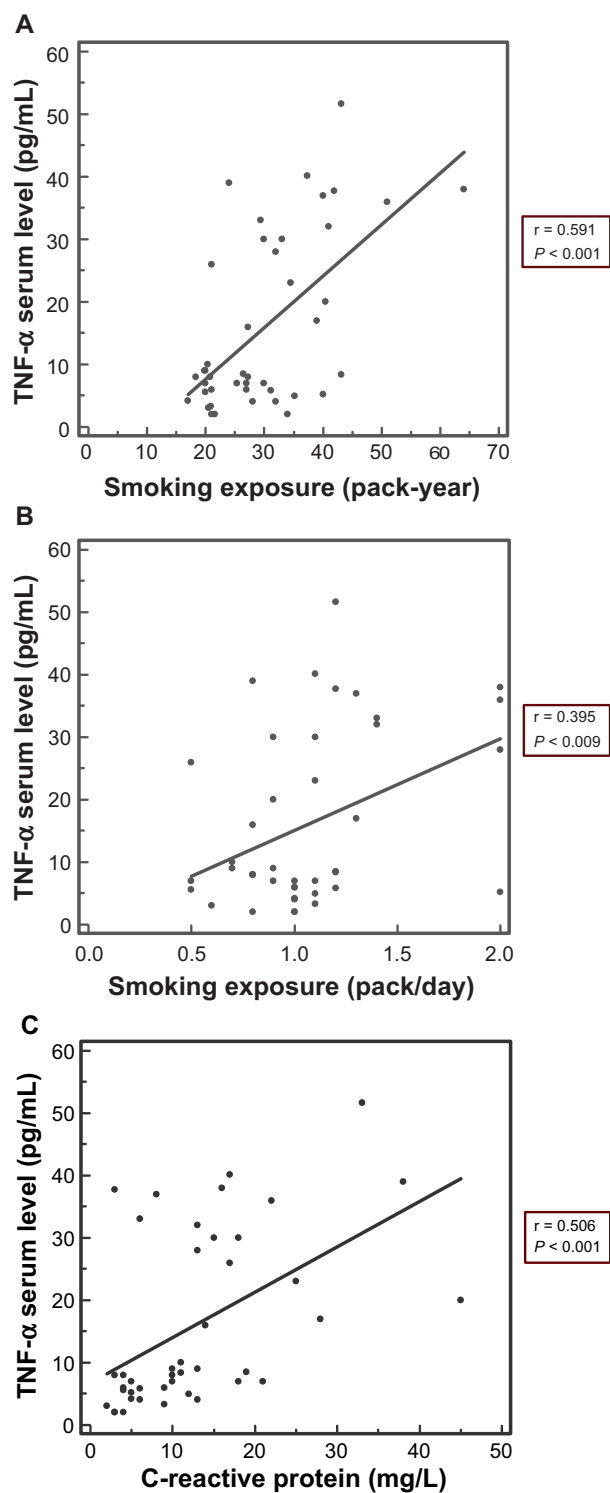 A
60
50
40
30
20
10
0
TNF-α serum level (pg/mL)
0 10 20 30 40 50 60 70
Smoking exposure (pack-year)
r = 0.591
P < 0.001
B
60
50
40
30
20
10
0
TNF-α serum level (pg/mL)
0.0 0.5 1.0 1.5 2.0
Smoking exposure (pack/day)
r = 0.395
P < 0.009
C
60
50
40
30
20
10
0
TNF-α serum level (pg/mL)
0 10 20 30 40 50
C-reactive protein (mg/L)
r = 0.506
P < 0.001